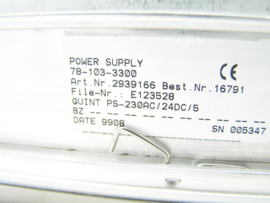 POWER SUPPLY
78-103-3300
Art.Nr.2939166 Best.Nr.16791
File-Nr.: E123528
QUINT PS-230AC/24DC/5
BZ
DATE 9908 SN 005347